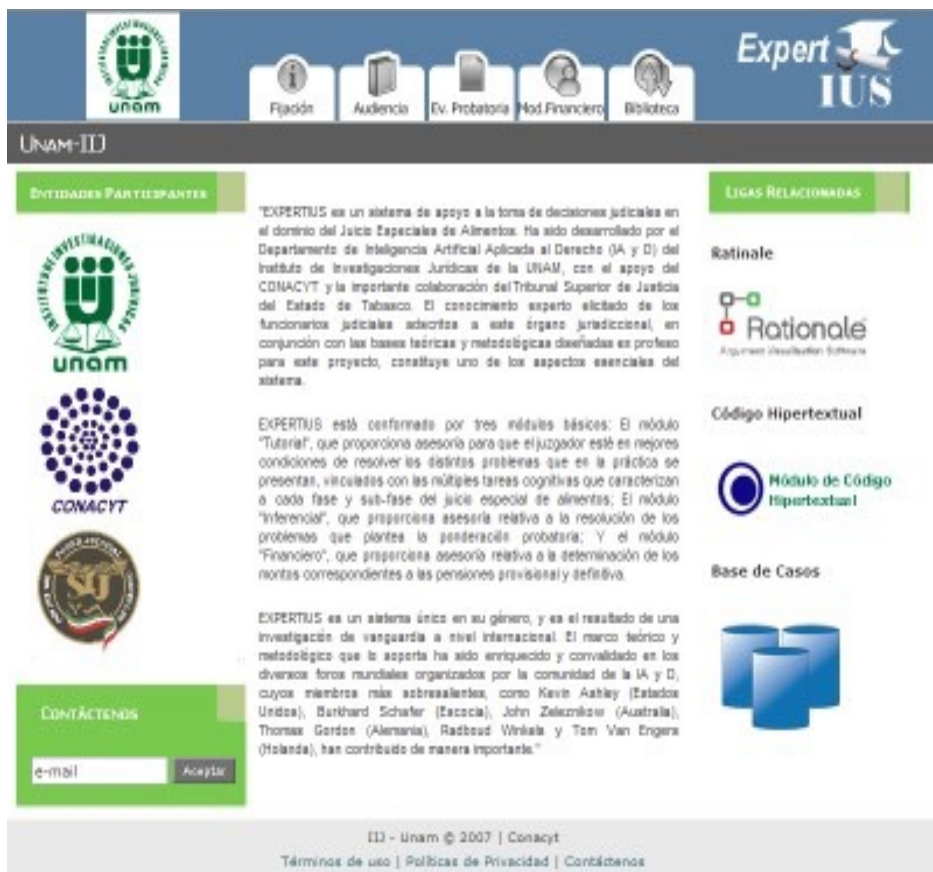 unam
Fijación
Audiencia
Ev. Probatoria
Mod.Financiero
Biblioteca
Expert
IUS
UNAM-IIJ
ENTIDADES PARTICIPANTES
INSTITUTO DE INVESTIGACIONES JURIDICAS
unam
CONACYT
CONTÁCTENOS
e-mail
Aceptar
"EXPERTIUS es un sistema de apoyo a la toma de decisiones judiciales en
el dominio del Juicio Especiales de Alimentos. Ha sido desarrollado por el
Departamento de Inteligencia Artificial Aplicada al Derecho (IA y D) del
Instituto de Investigaciones Jurídicas de la UNAM, con el apoyo del
CONACYT y la importante colaboración del Tribunal Superior de Justicia
del Estado de Tabasco. El conocimiento experto elicitado de los
funcionarios judiciales adscritos a este órgano jurisdiccional, en
conjunción con las bases teóricas y metodológicas diseñadas ex profeso
para este proyecto, constituye uno de los aspectos esenciales del
sistema.
EXPERTIUS está conformado por tres módulos básicos: El módulo
"Tutorial", que proporciona asesoría para que el juzgador esté en mejores
condiciones de resolver los distintos problemas que en la práctica se
presentan, vinculados con las múltiples tareas cognitivas que caracterizan
a cada fase y sub-fase del juicio especial de alimentos; El módulo
"Inferencial", que proporciona asesoría relativa a la resolución de los
problemas que plantea la ponderación probatoria; Y el módulo
"Financiero", que proporciona asesoría relativa a la determinación de los
montos correspondientes a las pensiones provisional y definitiva.
EXPERTIUS es un sistema único en su género, y es el resultado de una
investigación de vanguardia a nivel internacional. El marco teórico y
metodológico que lo soporta ha sido enriquecido y convalidado en los
diversos foros mundiales organizados por la comunidad de la IA y D,
cuyos miembros más sobresalientes, como Kevin Ashley (Estados
Unidos), Burkhard Schafer (Escocia), John Zeleznikow (Australia),
Thomas Gordon (Alemania), Radboud Winkels y Tom Van Engers
(Holanda), han contribuido de manera importante."
LIGAS RELACIONADAS
Ratinale
Rationale
Argument Visualisation Software
Código Hipertextual
Módulo de Código
Hipertextual
Base de Casos
IIJ - Unam © 2007 | Conacyt
Términos de uso | Políticas de Privacidad | Contáctenos